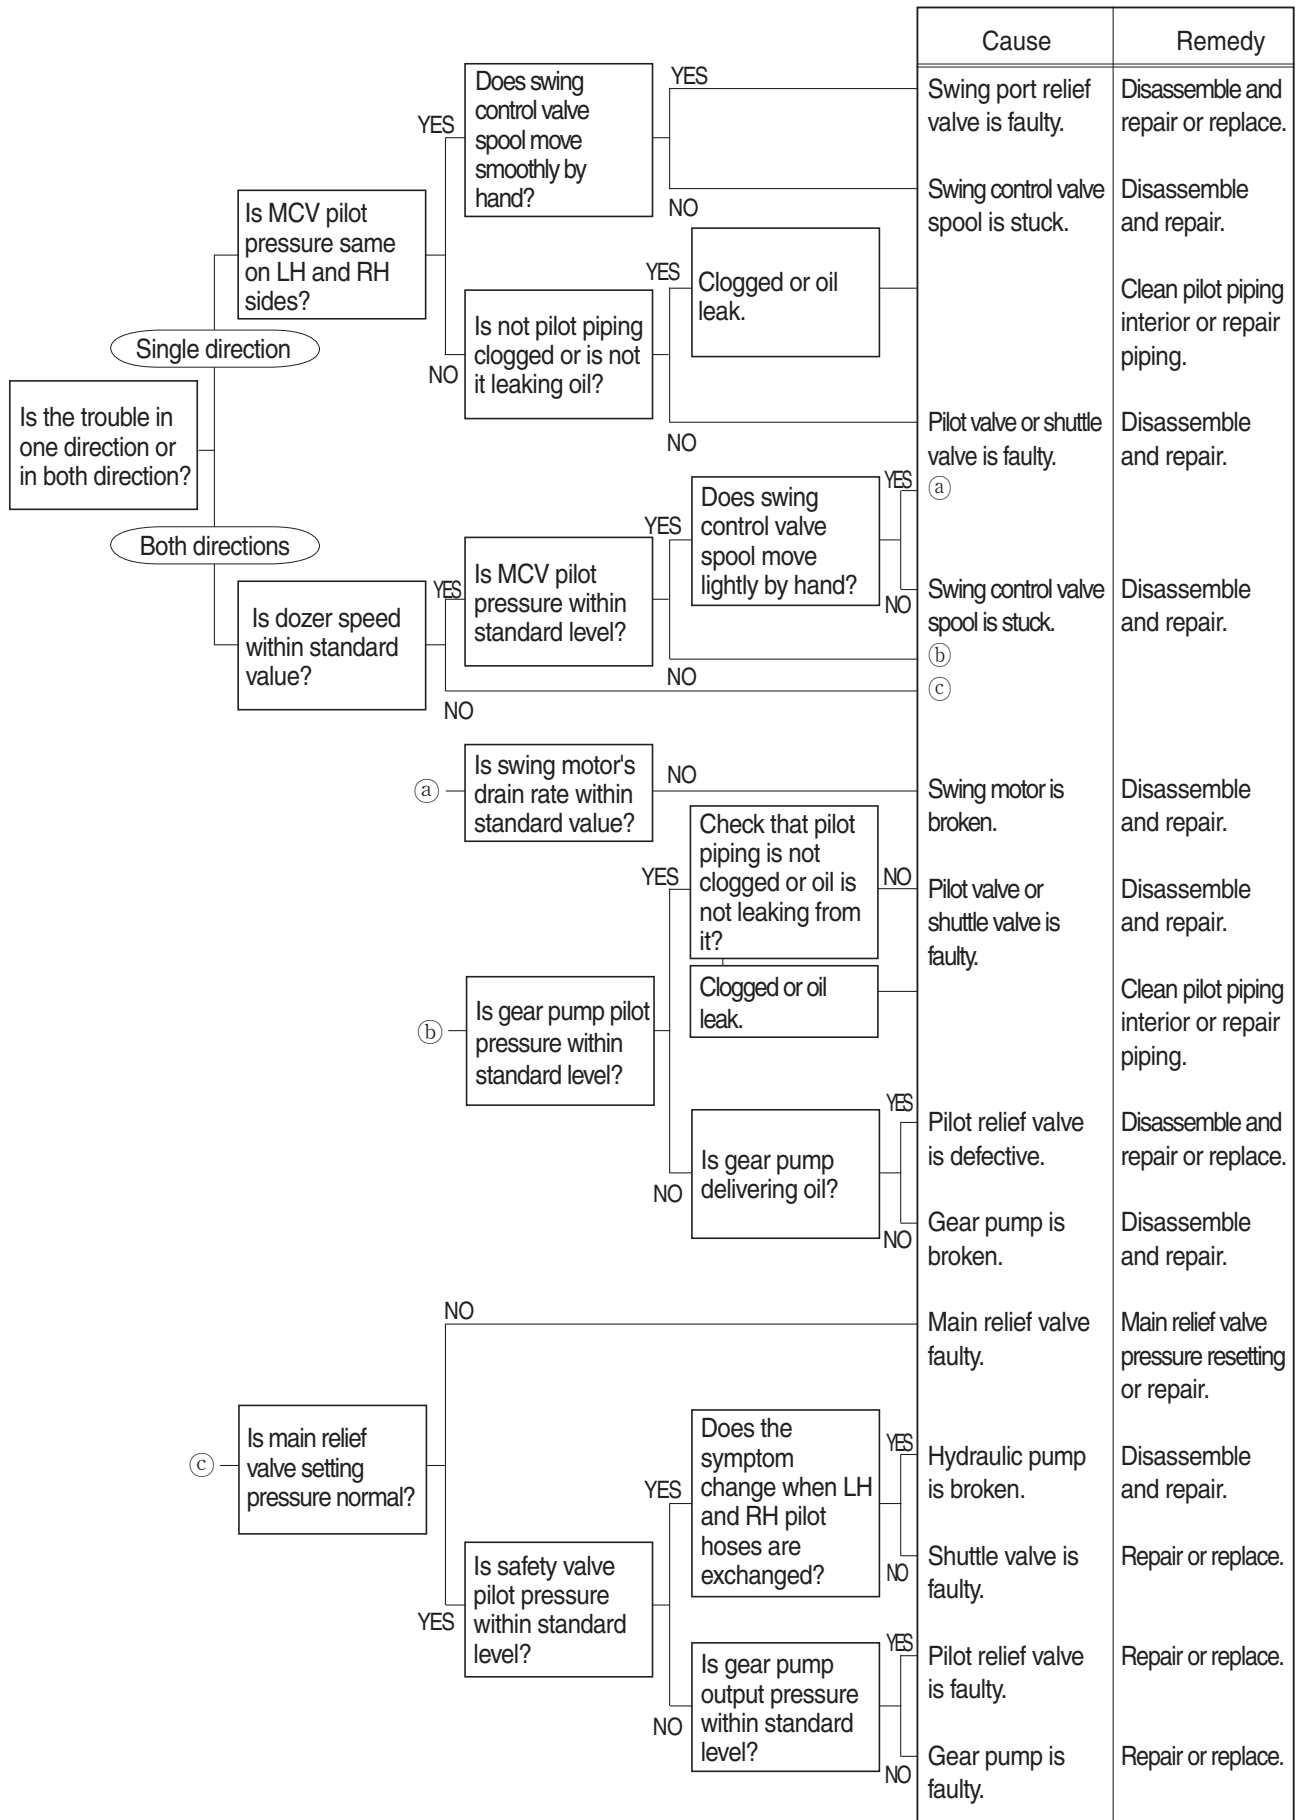 Cause
Remedy
Does swing
control valve
spool move
smoothly by
hand?
YES
YES
NO
Swing port relief
valve is faulty.
Disassemble and
repair or replace.
Swing control valve
spool is stuck.
Disassemble
and repair.
Is MCV pilot
pressure same
on LH and RH
sides?
Is not pilot piping
clogged or is not
it leaking oil?
NO
YES
Clogged or oil
leak.
Clean pilot piping
interior or repair
piping.
NO
Pilot valve or shuttle
valve is faulty.
Disassemble
and repair.
Single direction
Is the trouble in
one direction or
in both direction?
Both directions
Is dozer speed
within standard
value?
YES
Is MCV pilot
pressure within
standard level?
YES
Does swing
control valve
spool move
lightly by hand?
YES
ⓐ
NO
Swing control valve
spool is stuck.
Disassemble
and repair.
NO
ⓑ
NO
ⓒ
ⓐ
Is swing motor's
drain rate within
standard value?
NO
Swing motor is
broken.
Disassemble
and repair.
ⓑ
Is gear pump pilot
pressure within
standard level?
YES
Check that pilot
piping is not
clogged or oil is
not leaking from
it?
NO
Pilot valve or
shuttle valve is
faulty.
Disassemble
and repair.
Clogged or oil
leak.
Clean pilot piping
interior or repair
piping.
NO
Is gear pump
delivering oil?
YES
Pilot relief valve
is defective.
Disassemble and
repair or replace.
NO
Gear pump is
broken.
Disassemble
and repair.
ⓒ
Is main relief
valve setting
pressure normal?
NO
Main relief valve
faulty.
Main relief valve
pressure resetting
or repair.
YES
Is safety valve
pilot pressure
within standard
level?
YES
Does the
symptom
change when LH
and RH pilot
hoses are
exchanged?
YES
Hydraulic pump
is broken.
Disassemble
and repair.
NO
Shuttle valve is
faulty.
Repair or replace.
NO
Is gear pump
output pressure
within standard
level?
YES
Pilot relief valve
is faulty.
Repair or replace.
NO
Gear pump is
faulty.
Repair or replace.